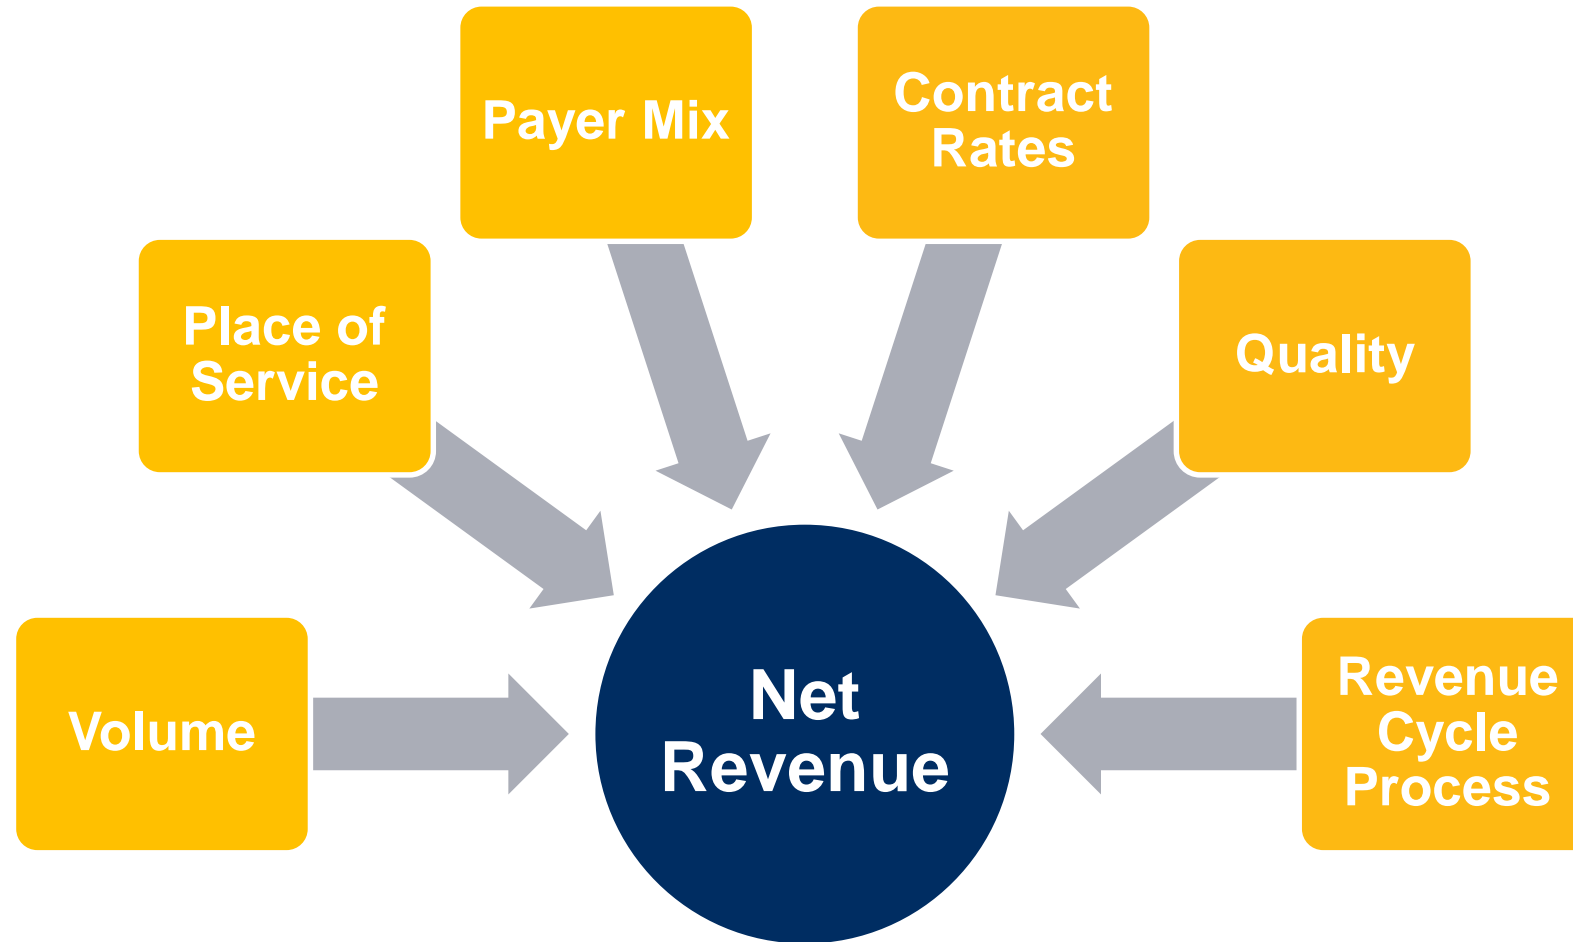 Payer Mix
Contract
Rates
Place of
Service
Quality
Volume
Net
Revenue
Revenue
Cycle
Process